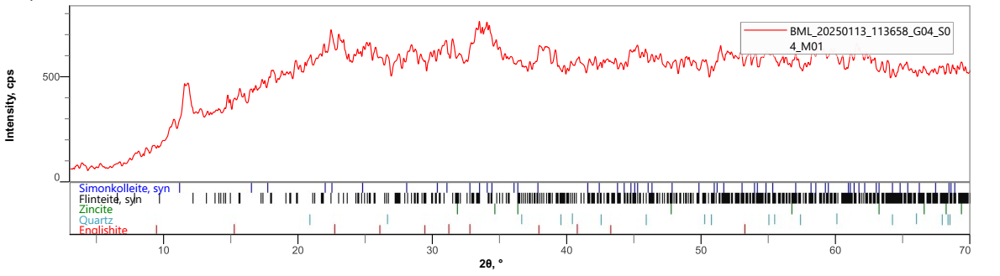 Intensity, cps
BML_20250113_113658_G04_S0
4_M01
500
0
Simonkolleite, syn
Flinteite, syn
Zincite
Quartz
Englishite
10 20 30 40 50 60 70
2θ, °